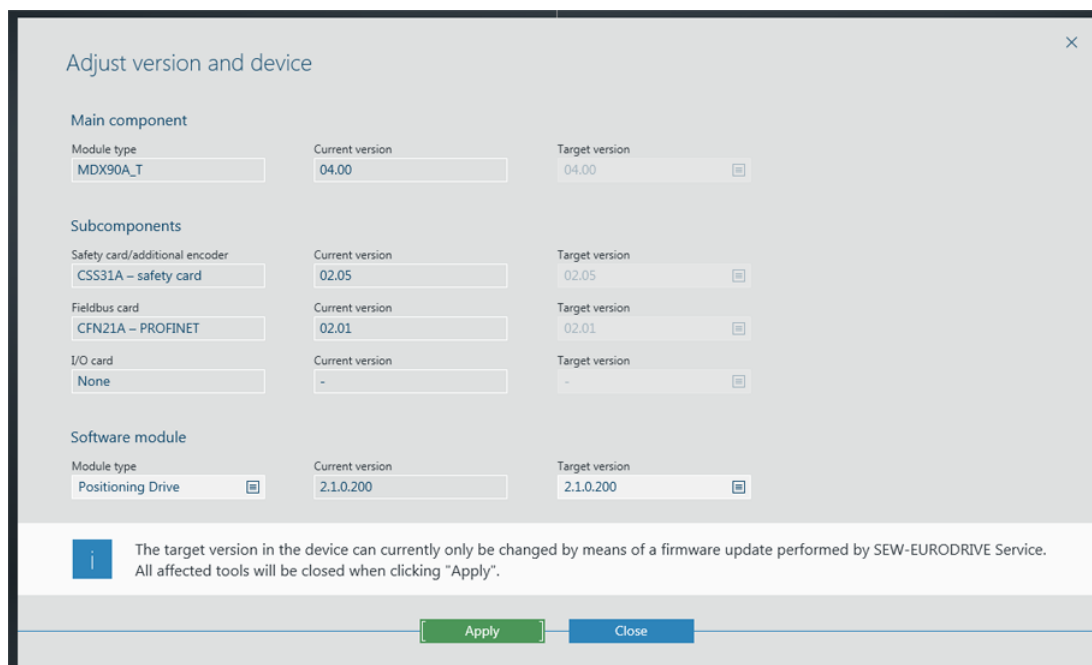 Adjust version and device
Main component
Module type Current version Target version
MDX90A_T 04.00 04.00
Subcomponents
Safety card/additional encoder Current version Target version
CSS31A – safety card 02.05 02.05
Fieldbus card Current version Target version
CFN21A – PROFINET 02.01 02.01
I/O card Current version Target version
None - -
Software module
Module type Current version Target version
Positioning Drive 2.1.0.200 2.1.0.200
i
The target version in the device can currently only be changed by means of a firmware update performed by SEW-EURODRIVE Service.
All affected tools will be closed when clicking "Apply".
Apply Close